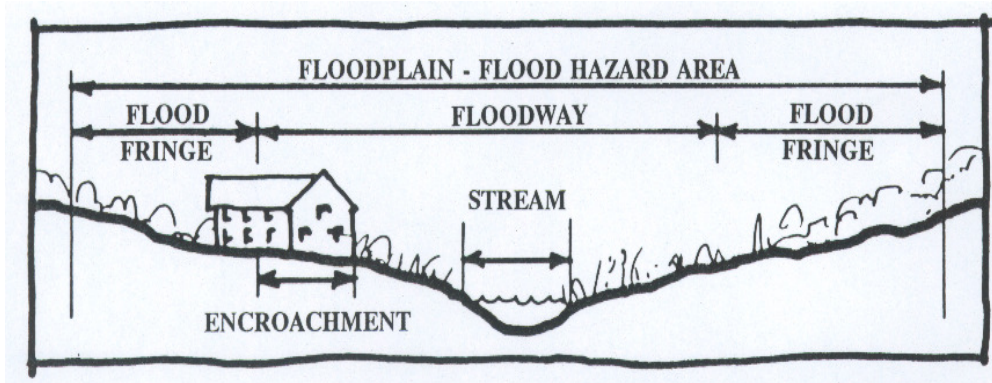 FLOODPLAIN - FLOOD HAZARD AREA
FLOOD
FRINGE
FLOODWAY
FLOOD
FRINGE
STREAM
ENCROACHMENT